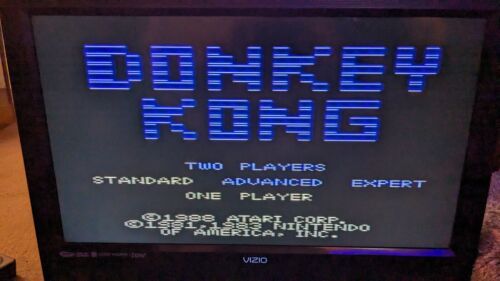 DONKEY
KONG
TWO PLAYERS
STANDARD ADVANCED EXPERT
ONE PLAYER
©1988 ATARI CORP.
©1981,1983 NINTENDO
OF AMERICA, INC.
VIZIO